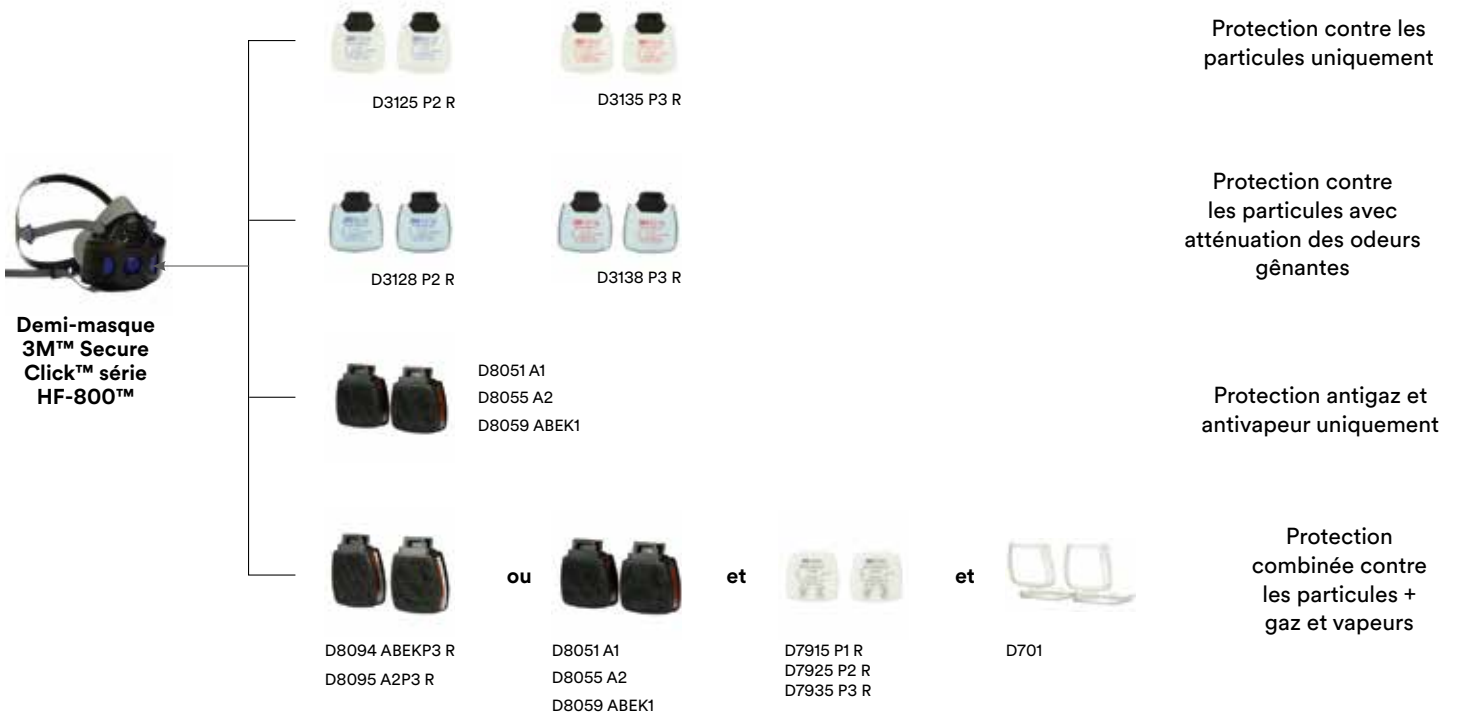 D3125 P2 R
D3135 P3 R
Protection contre les
particules uniquement
D3128 P2 R
D3138 P3 R
Protection contre
les particules avec
atténuation des odeurs
gênantes
Demi-masque
3M™ Secure
Click™ série
HF-800™
D8051 A1
D8055 A2
D8059 ABEK1
Protection antigaz et
antivapeur uniquement
ou
et
et
D8094 ABEKP3 R
D8095 A2P3 R
D8051 A1
D8055 A2
D8059 ABEK1
D7915 P1 R
D7925 P2 R
D7935 P3 R
D701
Protection
combinée contre
les particules +
gaz et vapeurs